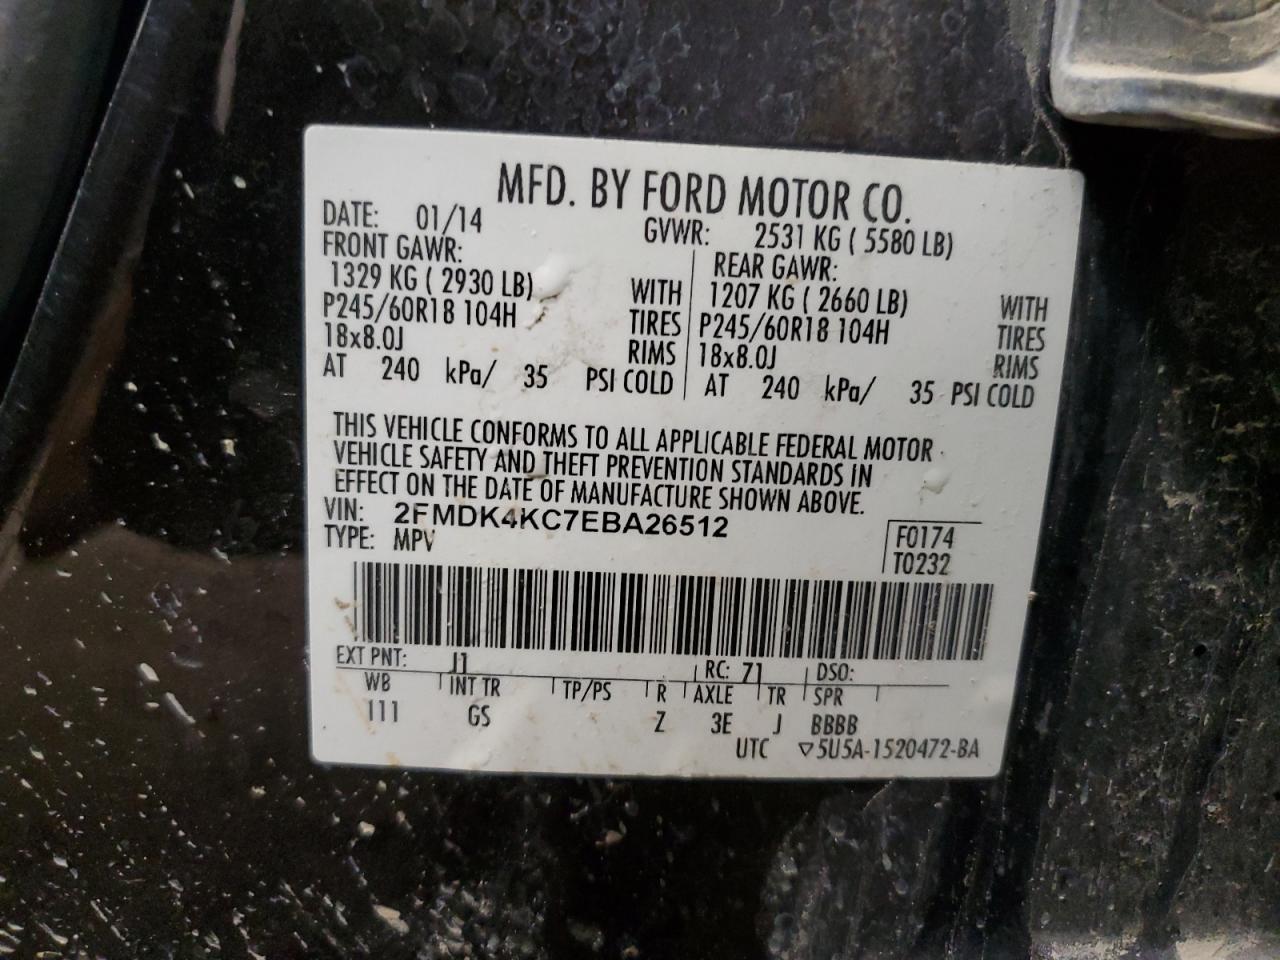 MFD. BY FORD MOTOR CO.
DATE: 01/14 GVWR: 2531 KG ( 5580 LB)
FRONT GAWR: REAR GAWR:
1329 KG ( 2930 LB) WITH 1207 KG ( 2660 LB) WITH
P245/60R18 104H TIRES P245/60R18 104H TIRES
18x8.0J RIMS 18x8.0J RIMS
AT 240 kPa/ 35 PSI COLD AT 240 kPa/ 35 PSI COLD
THIS VEHICLE CONFORMS TO ALL APPLICABLE FEDERAL MOTOR
VEHICLE SAFETY AND THEFT PREVENTION STANDARDS IN
EFFECT ON THE DATE OF MANUFACTURE SHOWN ABOVE.
VIN: 2FMDK4KC7EBA26512
TYPE: MPV
F0174
T0232
EXT PNT: J1 RC: 71 DSO:
WB INT TR TP/PS R AXLE TR SPR
111 GS Z 3E J BBBB
UTC ▽5U5A-1520472-BA